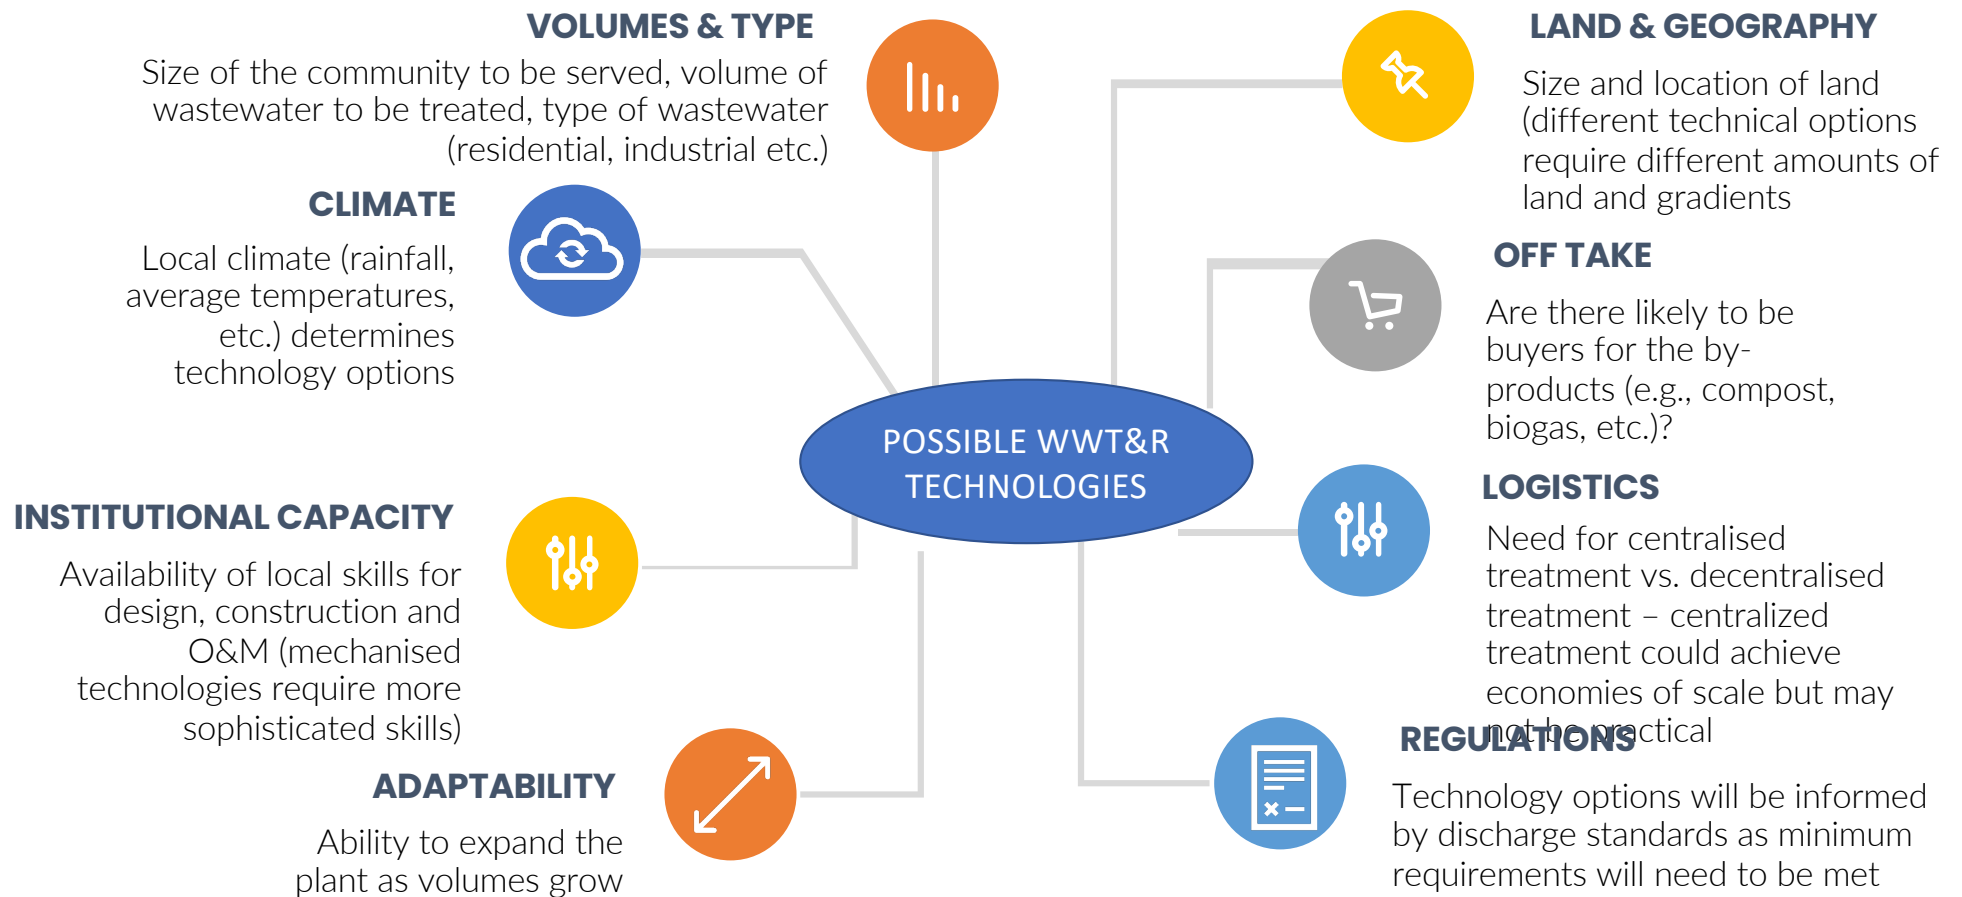 VOLUMES & TYPE
Size of the community to be served, volume of
wastewater to be treated, type of wastewater
(residential, industrial etc.)
CLIMATE
Local climate (rainfall,
average temperatures,
etc.) determines
technology options
INSTITUTIONAL CAPACITY
Availability of local skills for
design, construction and
O&M (mechanised
technologies require more
sophisticated skills)
ADAPTABILITY
Ability to expand the
plant as volumes grow
POSSIBLE WWT&R
TECHNOLOGIES
LAND & GEOGRAPHY
Size and location of land
(different technical options
require different amounts of
land and gradients
OFF TAKE
Are there likely to be
buyers for the by-
products (e.g., compost,
biogas, etc.)?
LOGISTICS
Need for centralised
treatment vs. decentralised
treatment – centralized
treatment could achieve
economies of scale but may
not be practical
REGULATIONS
Technology options will be informed
by discharge standards as minimum
requirements will need to be met